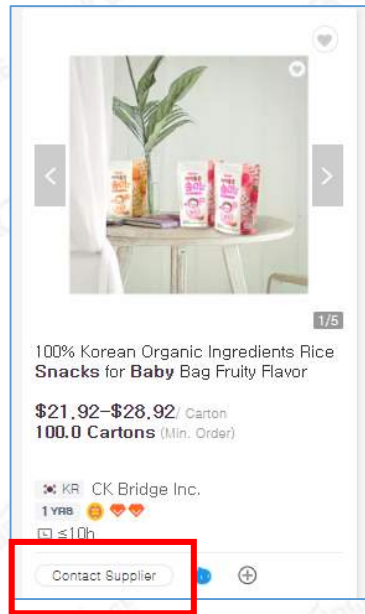 1/5
100% Korean Organic Ingredients Rice
Snacks for Baby Bag Fruity Flavor
$21.92-$28.92/ Carton
100.0 Cartons (Min. Order)
KR CK Bridge Inc.
1 YRS
≤10h
Contact Supplier